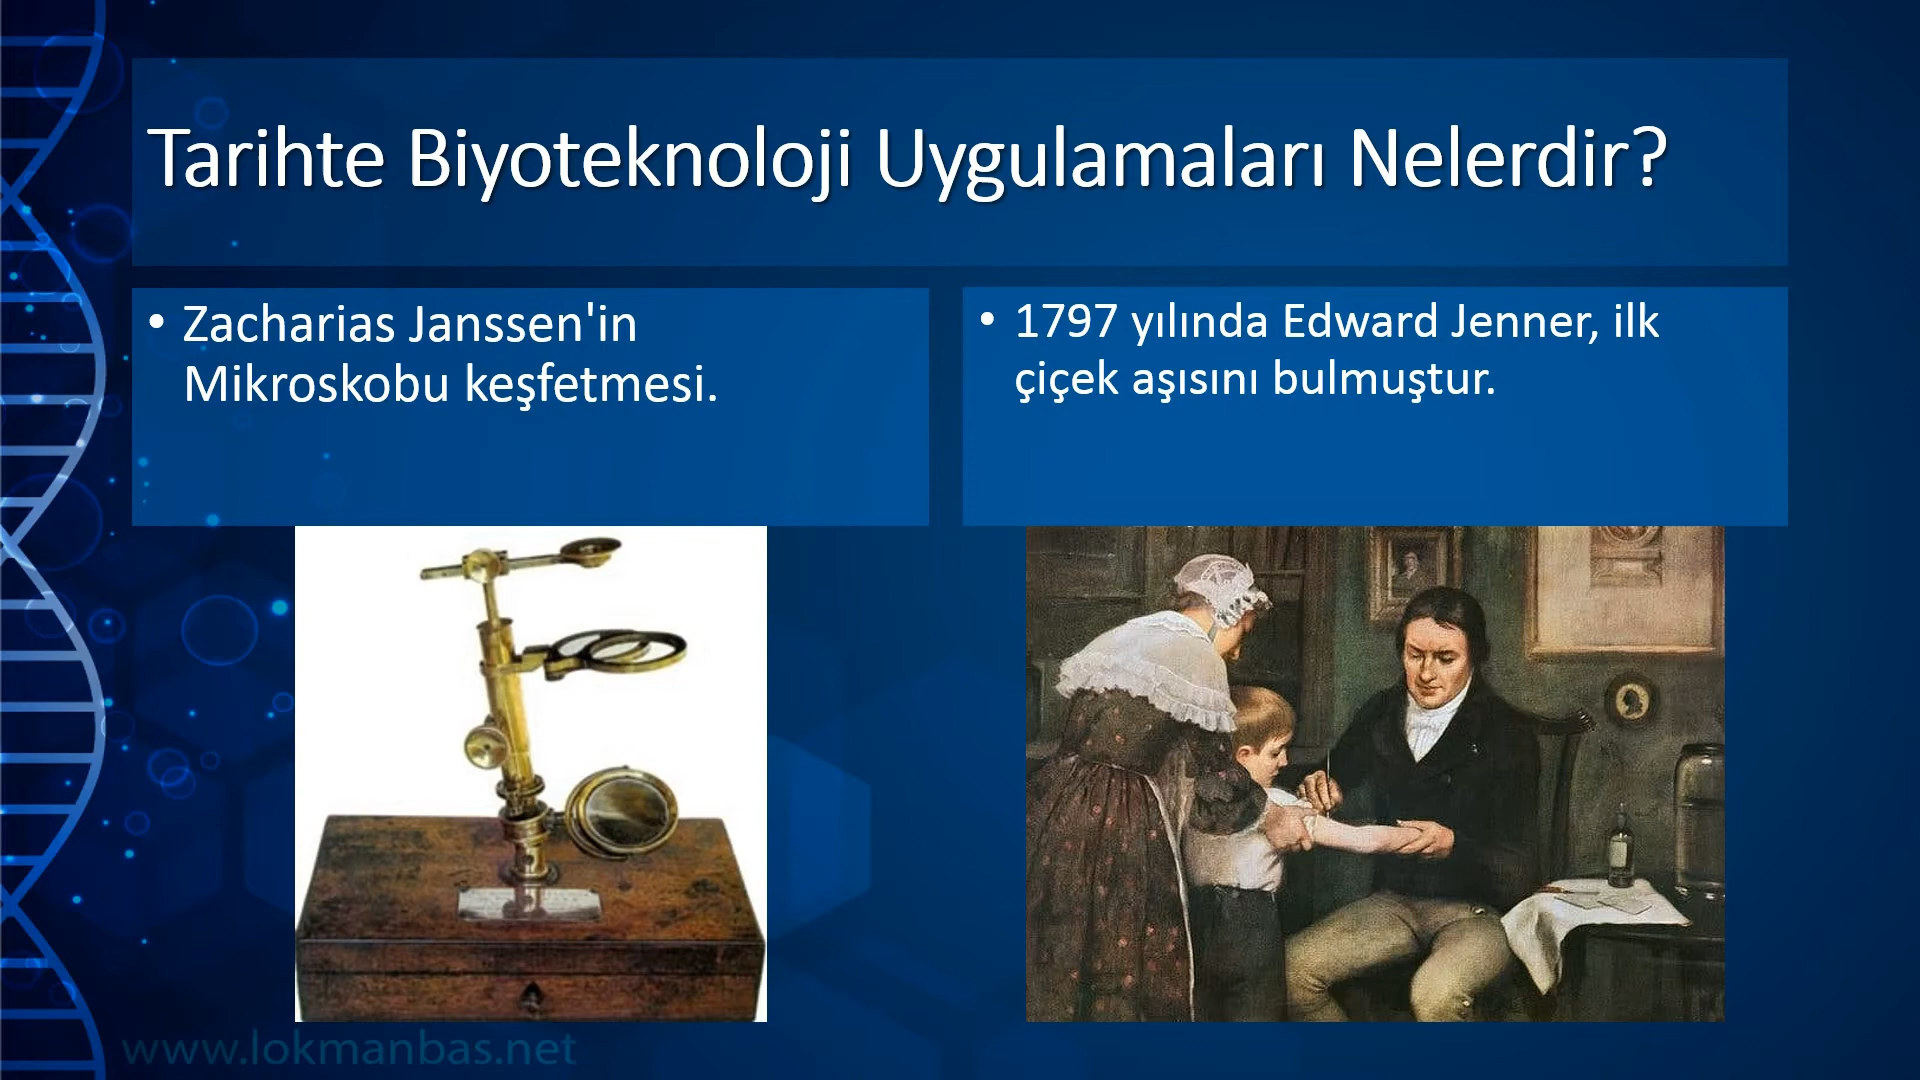 Tarihte Biyoteknoloji Uygulamaları Nelerdir?
• Zacharias Janssen'in
Mikroskobu keşfetmesi.
• 1797 yılında Edward Jenner, ilk
çiçek aşısını bulmuştur.
www.lokmanbas.net